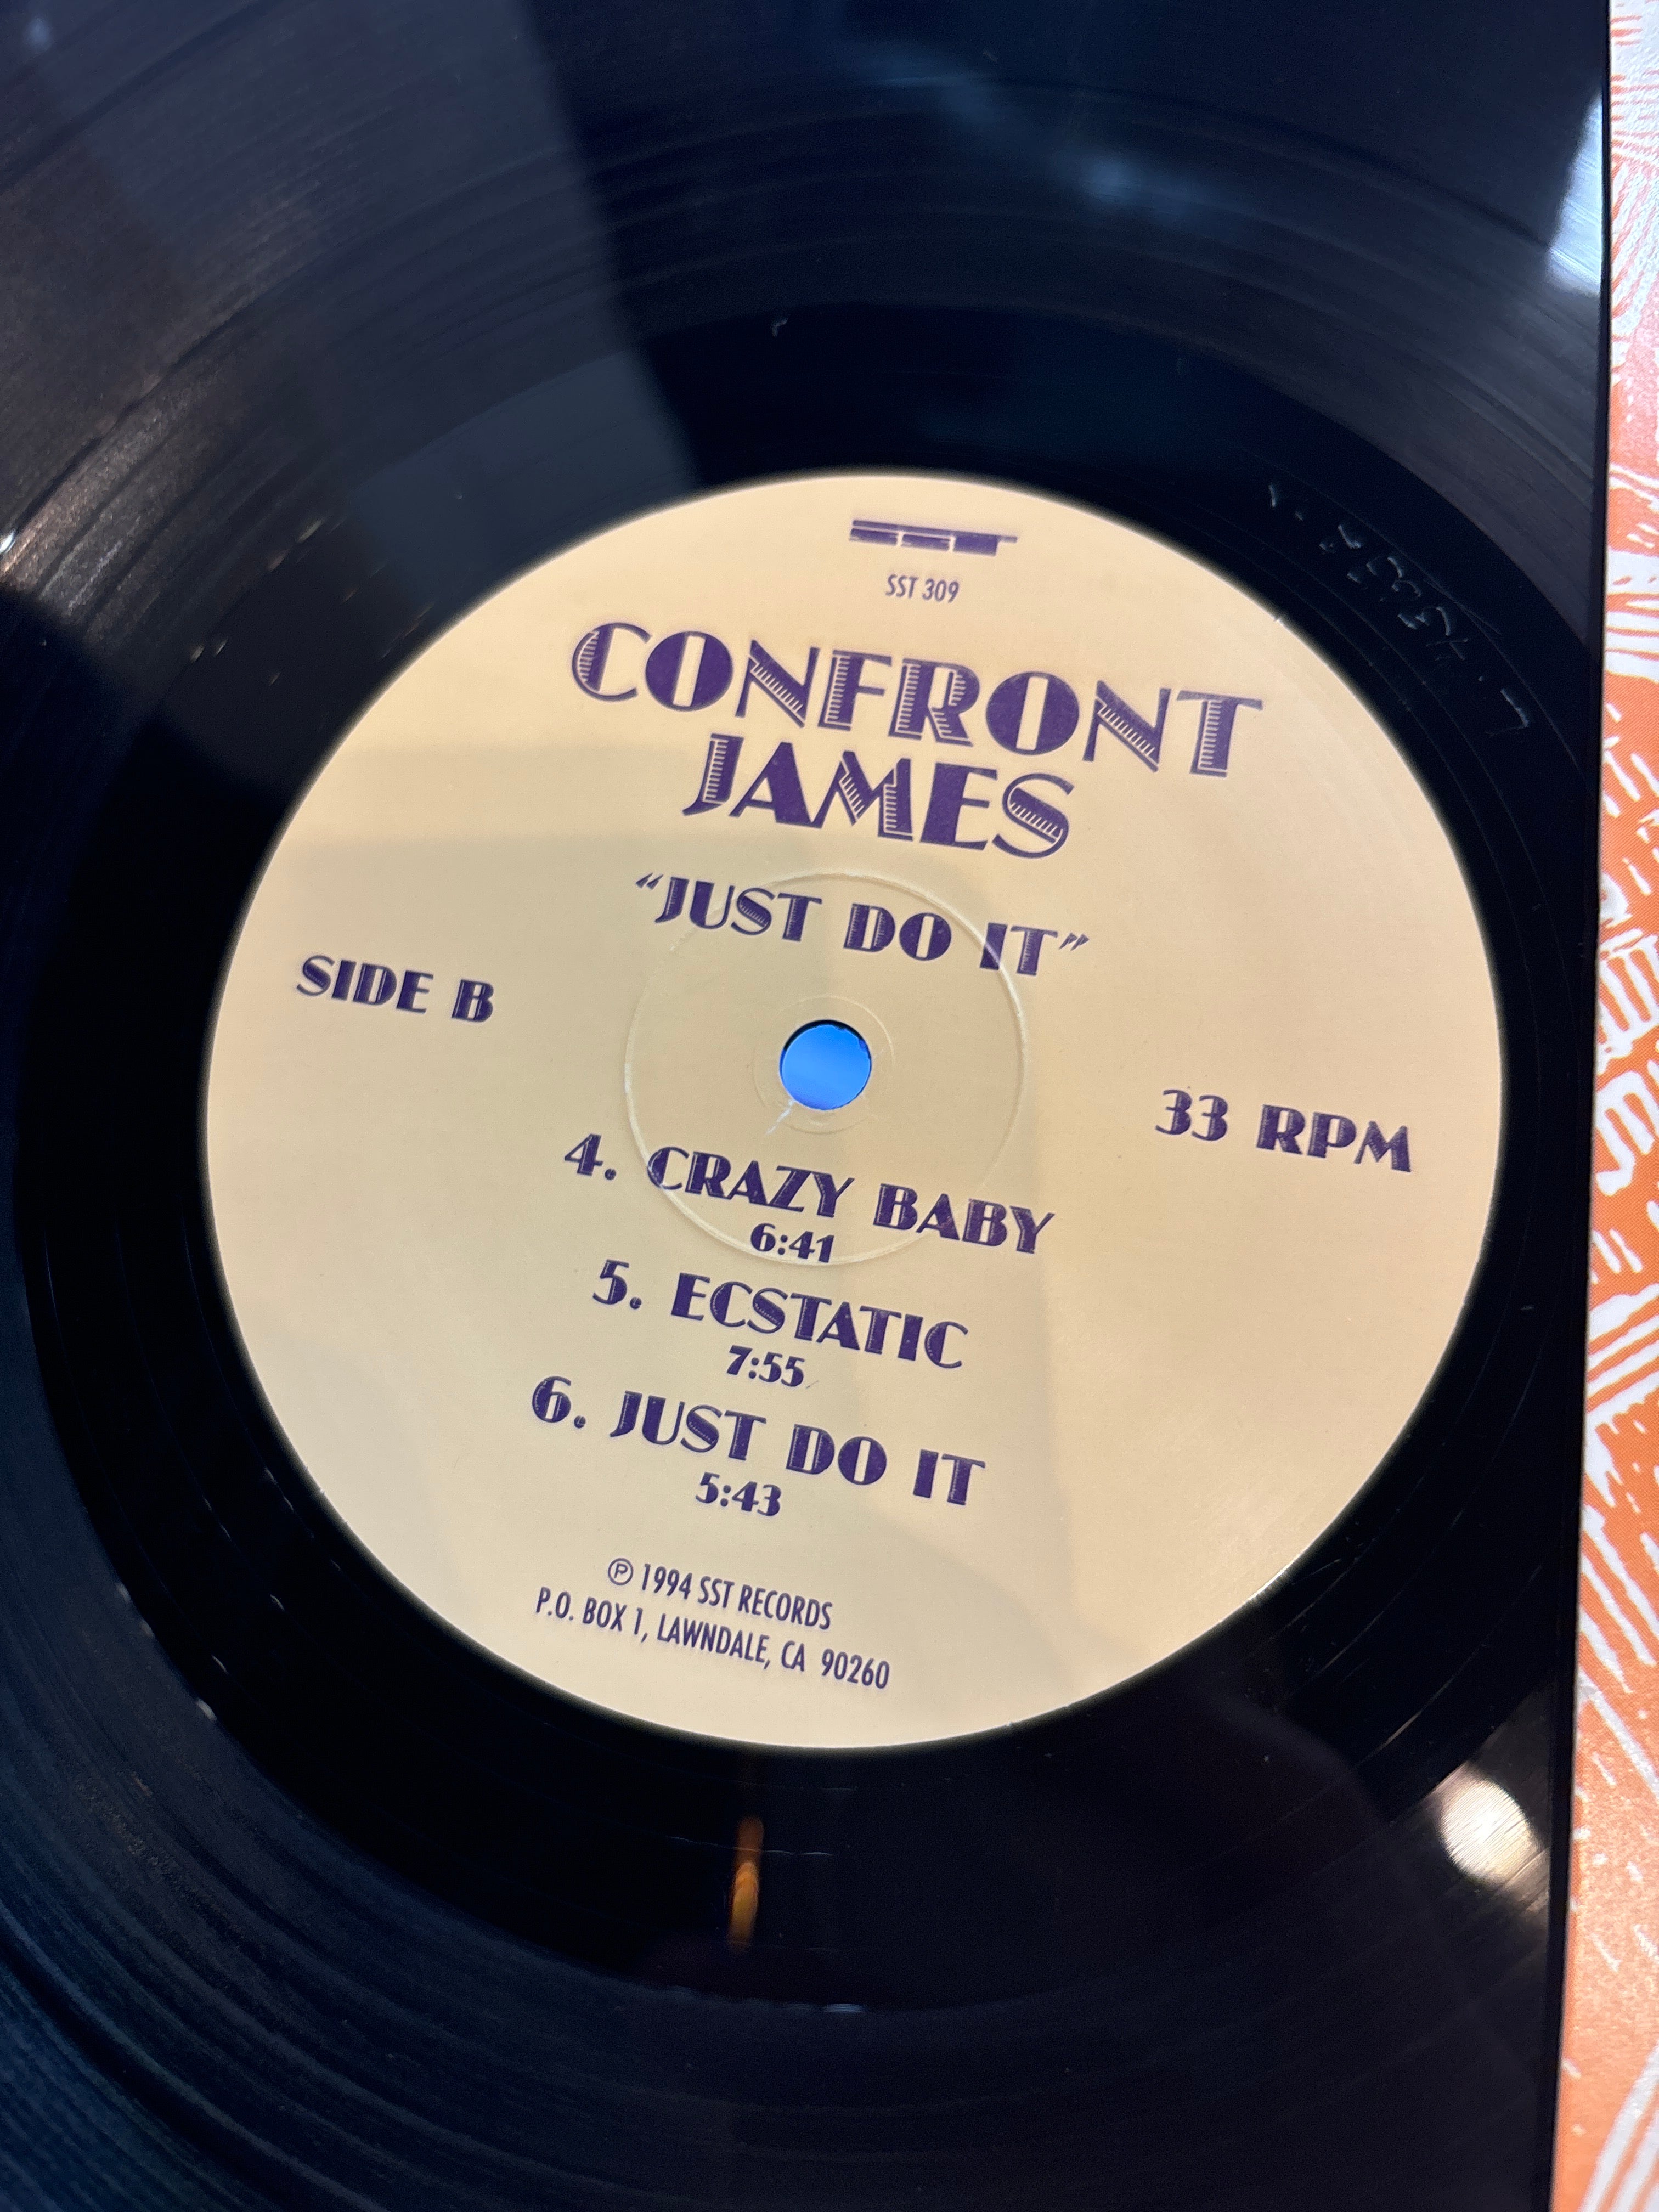 SST
SST 309
CONFRONT
JAMES
“JUST DO IT”
SIDE B
33 RPM
4. CRAZY BABY
6:41
5. ECSTATIC
7:55
6. JUST DO IT
5:43
℗ 1994 SST RECORDS
P.O. BOX 1, LAWNDALE, CA 90260